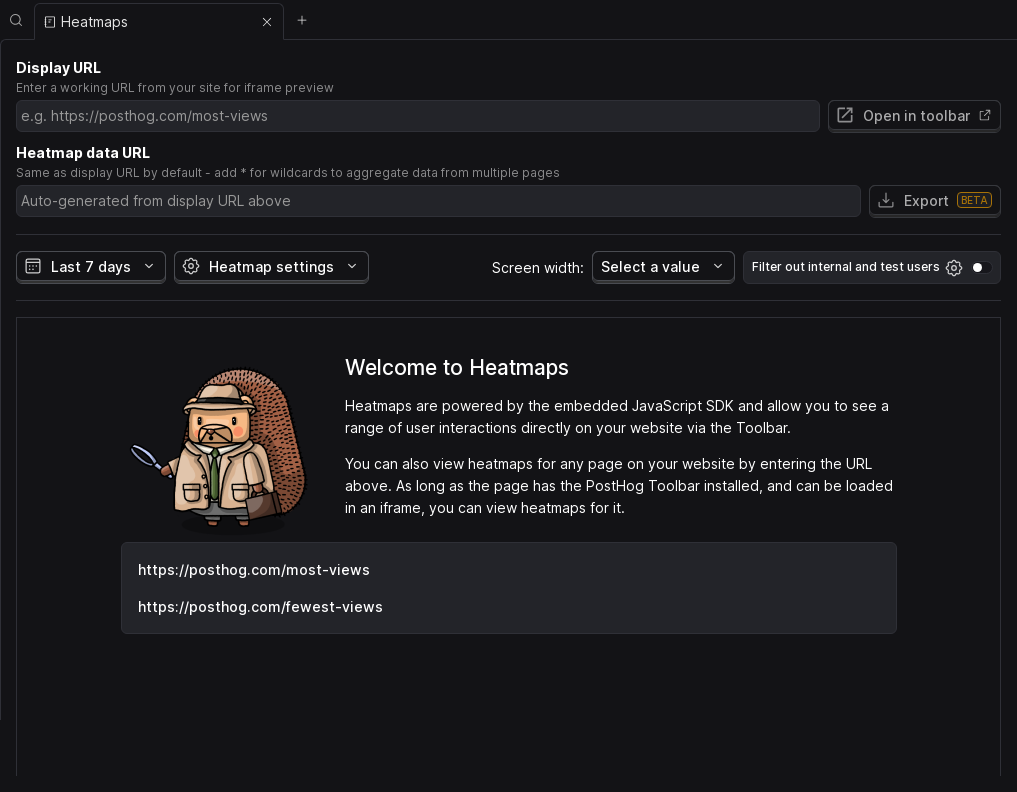 Heatmaps
Display URL
Enter a working URL from your site for iframe preview
e.g. https://posthog.com/most-views
Open in toolbar
Heatmap data URL
Same as display URL by default - add * for wildcards to aggregate data from multiple pages
Auto-generated from display URL above
Export BETA
Last 7 days
Heatmap settings
Screen width:
Select a value
Filter out internal and test users
Welcome to Heatmaps
Heatmaps are powered by the embedded JavaScript SDK and allow you to see a
range of user interactions directly on your website via the Toolbar.
You can also view heatmaps for any page on your website by entering the URL
above. As long as the page has the PostHog Toolbar installed, and can be loaded
in an iframe, you can view heatmaps for it.
https://posthog.com/most-views
https://posthog.com/fewest-views